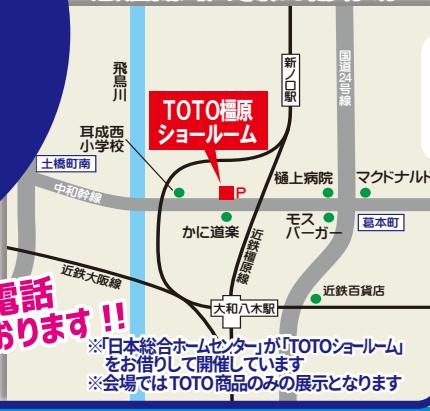 飛鳥川
新ノ口駅
国道24号線
TOTO橿原
ショールーム
耳成西
小学校
土橋町南
中和幹線
P
樋上病院
マクドナルド
かに道楽
モス
バーガー
葛本町
近鉄橿原線
近鉄大阪線
大和八木駅
近鉄百貨店
電話
おります!!
※「日本総合ホームセンター」が「TOTOショールーム」
をお借りして開催しています
※会場ではTOTO商品のみの展示となります